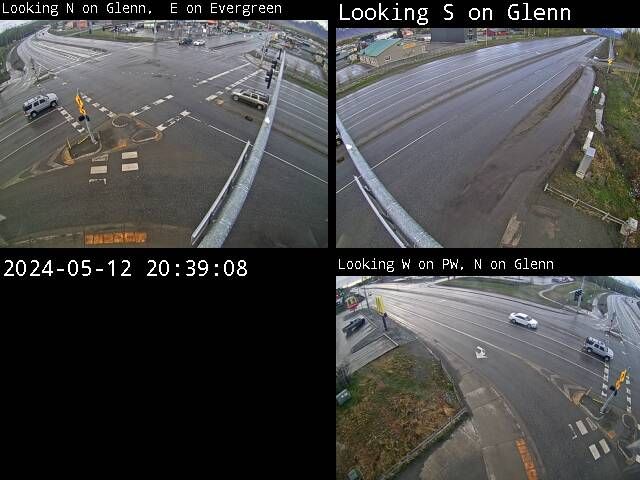 Looking N on Glenn, E on Evergreen
Looking S on Glenn
2024-05-12 20:39:08
Looking W on PW, N on Glenn